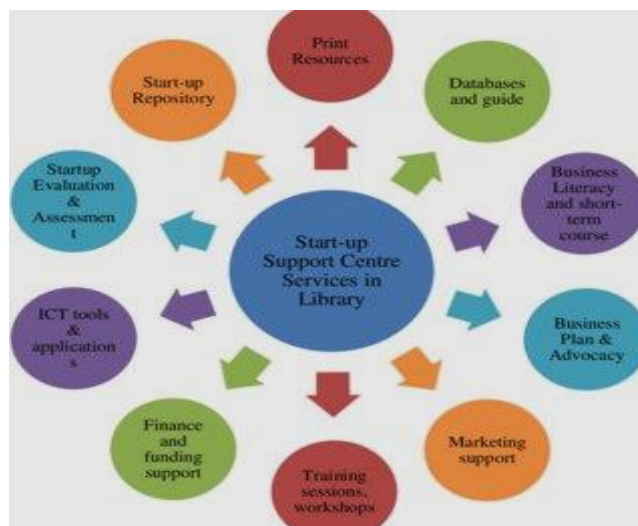 Print
Resources
Databases
and guide
Business
Literacy
and short-
term
course
Business
Plan &
Advocacy
Marketing
support
Training
sessions,
workshops
Finance
and
funding
support
ICT tools
&
application
s
Startup
Evaluation
&
Assessmen
t
Start-up
Repository
Start-up
Support Centre
Services in
Library